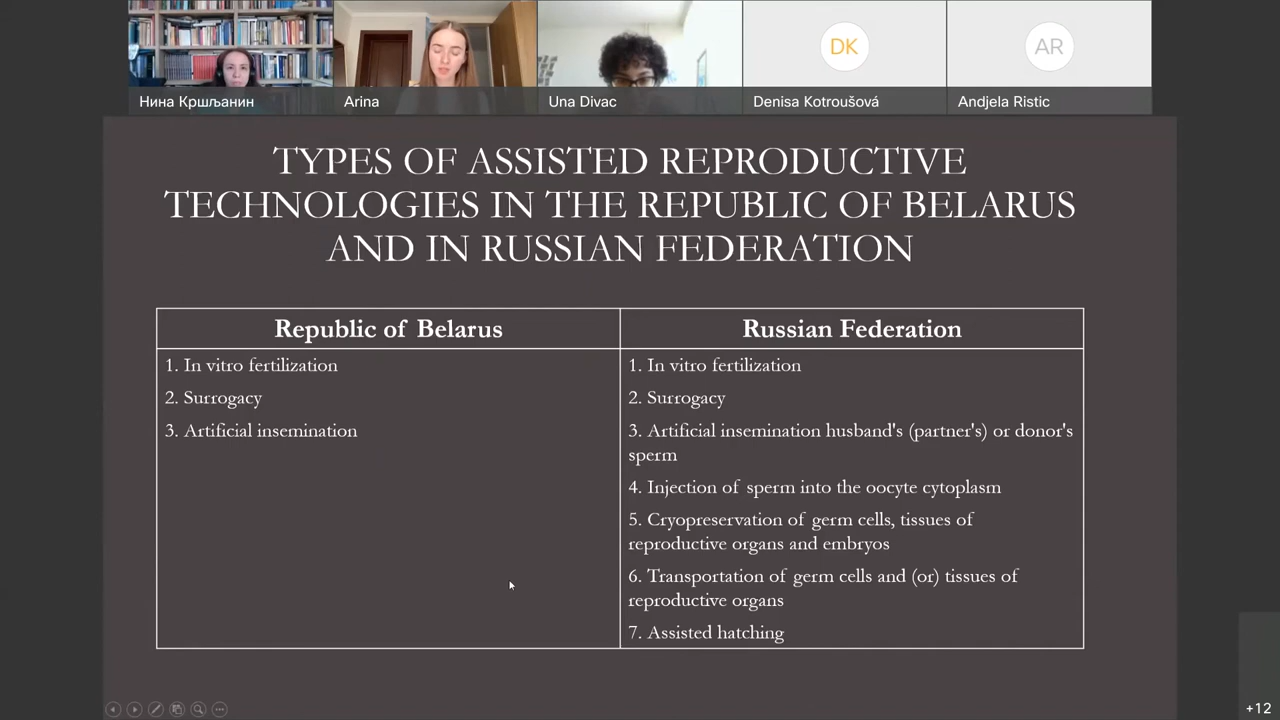 DK
AR
Нина Кршљанин
Arina
Una Divac
Denisa Kotroušová
Andjela Ristic
TYPES OF ASSISTED REPRODUCTIVE
TECHNOLOGIES IN THE REPUBLIC OF BELARUS
AND IN RUSSIAN FEDERATION
Republic of Belarus
1. In vitro fertilization
2. Surrogacy
3. Artificial insemination
Russian Federation
1. In vitro fertilization
2. Surrogacy
3. Artificial insemination husband's (partner's) or donor's
sperm
4. Injection of sperm into the oocyte cytoplasm
5. Cryopreservation of germ cells, tissues of
reproductive organs and embryos
6. Transportation of germ cells and (or) tissues of
reproductive organs
7. Assisted hatching
+12